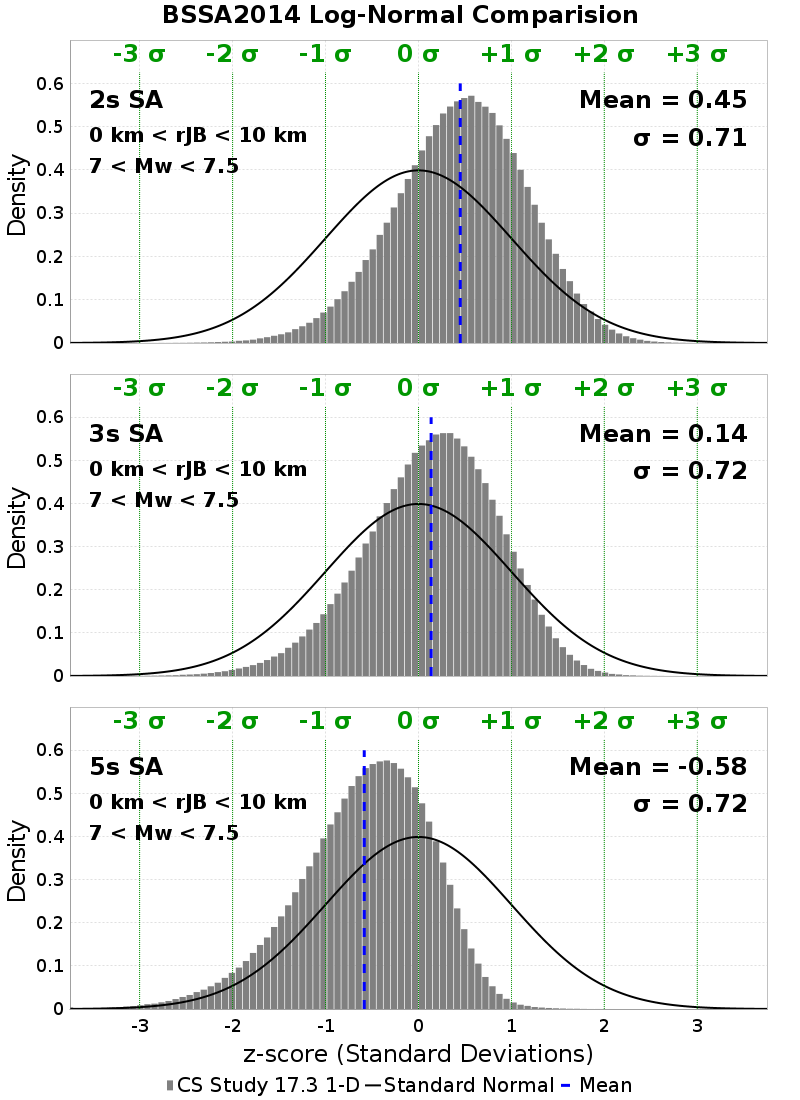 BSSA2014 Log-Normal Comparision
-3 σ -2 σ -1 σ 0 σ +1 σ +2 σ +3 σ
0.6
0.5
0.4
0.3
0.2
0.1
0
Density
2s SA
0 km < rJB < 10 km
7 < Mw < 7.5
Mean = 0.45
σ = 0.71
-3 σ -2 σ -1 σ 0 σ +1 σ +2 σ +3 σ
0.6
0.5
0.4
0.3
0.2
0.1
0
Density
3s SA
0 km < rJB < 10 km
7 < Mw < 7.5
Mean = 0.14
σ = 0.72
-3 σ -2 σ -1 σ 0 σ +1 σ +2 σ +3 σ
0.6
0.5
0.4
0.3
0.2
0.1
0
Density
5s SA
0 km < rJB < 10 km
7 < Mw < 7.5
Mean = -0.58
σ = 0.72
-3 -2 -1 0 1 2 3
z-score (Standard Deviations)
CS Study 17.3 1-D Standard Normal Mean